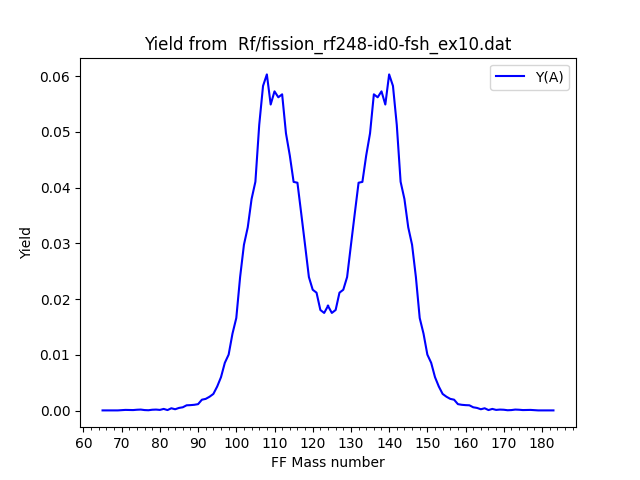 Yield from  Rf/fission_rf248-id0-fsh_ex10.dat
Y(A)
0.06
0.05
0.04
0.03
0.02
0.01
0.00
Yield
60 70 80 90 100 110 120 130 140 150 160 170 180
FF Mass number